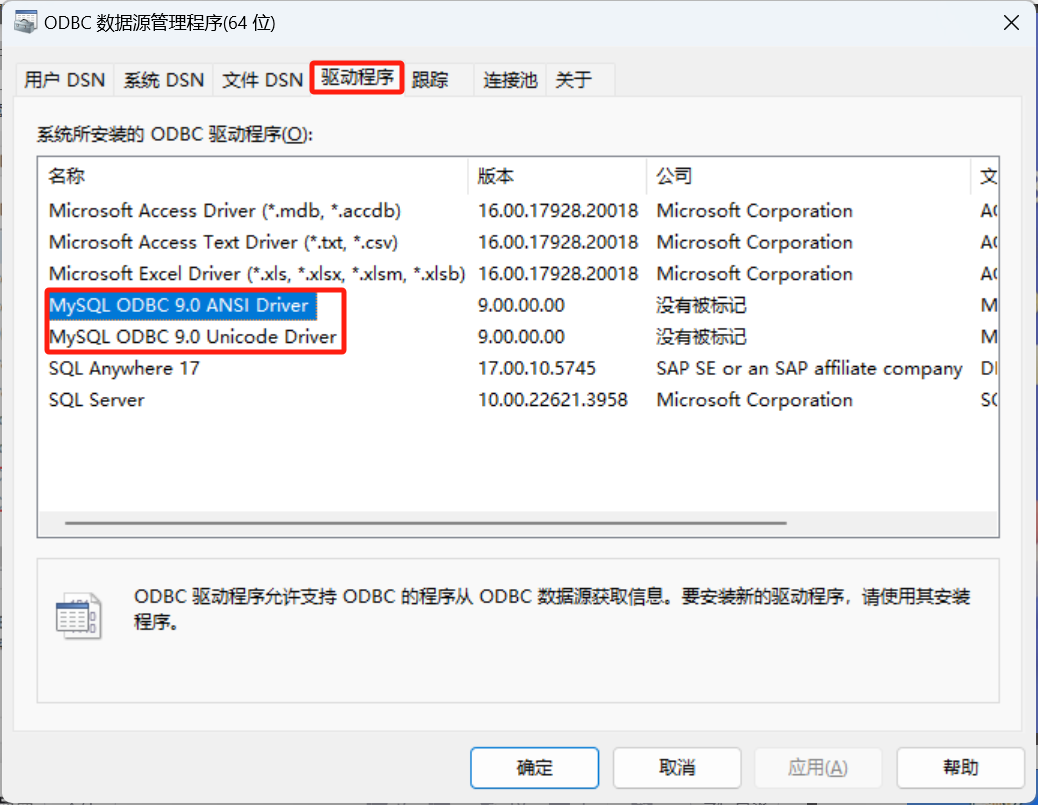 ODBC 数据源管理程序(64 位)
用户 DSN 系统 DSN 文件 DSN 驱动程序 跟踪 连接池 关于
系统所安装的 ODBC 驱动程序(O):
名称 版本 公司 文
Microsoft Access Driver (*.mdb, *.accdb) 16.00.17928.20018 Microsoft Corporation AC
Microsoft Access Text Driver (*.txt, *.csv) 16.00.17928.20018 Microsoft Corporation AC
Microsoft Excel Driver (*.xls, *.xlsx, *.xlsm, *.xlsb) 16.00.17928.20018 Microsoft Corporation AC
MySQL ODBC 9.0 ANSI Driver 9.00.00.00 没有被标记 M
MySQL ODBC 9.0 Unicode Driver 9.00.00.00 没有被标记 M
SQL Anywhere 17 17.00.10.5745 SAP SE or an SAP affiliate company DI
SQL Server 10.00.22621.3958 Microsoft Corporation SC
ODBC 驱动程序允许支持 ODBC 的程序从 ODBC 数据源获取信息。要安装新的驱动程序，请使用其安装
程序。
确定 取消 应用(A) 帮助